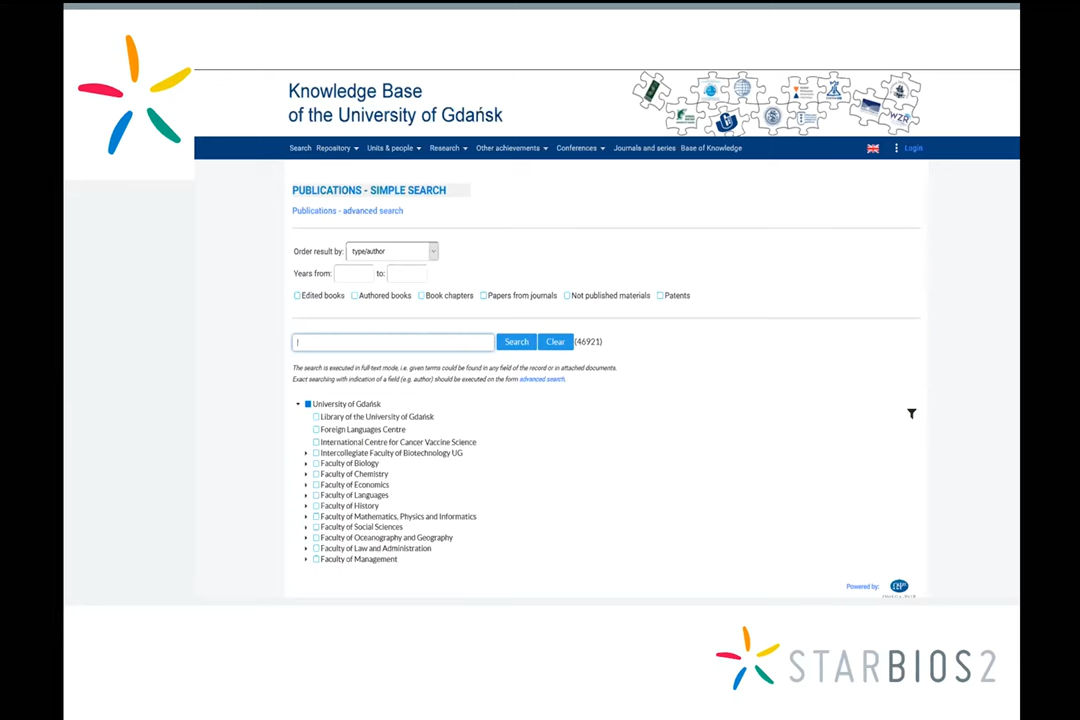 Knowledge Base
of the University of Gdańsk
Search Repository Units & people Research Other achievements Conferences Journals and series Base of Knowledge Login
PUBLICATIONS - SIMPLE SEARCH
Publications - advanced search
Order result by: type/author
Years from: to:
Edited books Authored books Book chapters Papers from journals Not published materials Patents
Search Clear (46921)
The search is executed in full-text mode, i.e. given terms could be found in any field of the record or in attached documents.
Exact searching with indication of a field (e.g. author) should be executed on the form advanced search.
University of Gdańsk
Library of the University of Gdańsk
Foreign Languages Centre
International Centre for Cancer Vaccine Science
Intercollegiate Faculty of Biotechnology UG
Faculty of Biology
Faculty of Chemistry
Faculty of Economics
Faculty of Languages
Faculty of History
Faculty of Mathematics, Physics and Informatics
Faculty of Social Sciences
Faculty of Oceanography and Geography
Faculty of Law and Administration
Faculty of Management
Powered by:
STARBIOS2